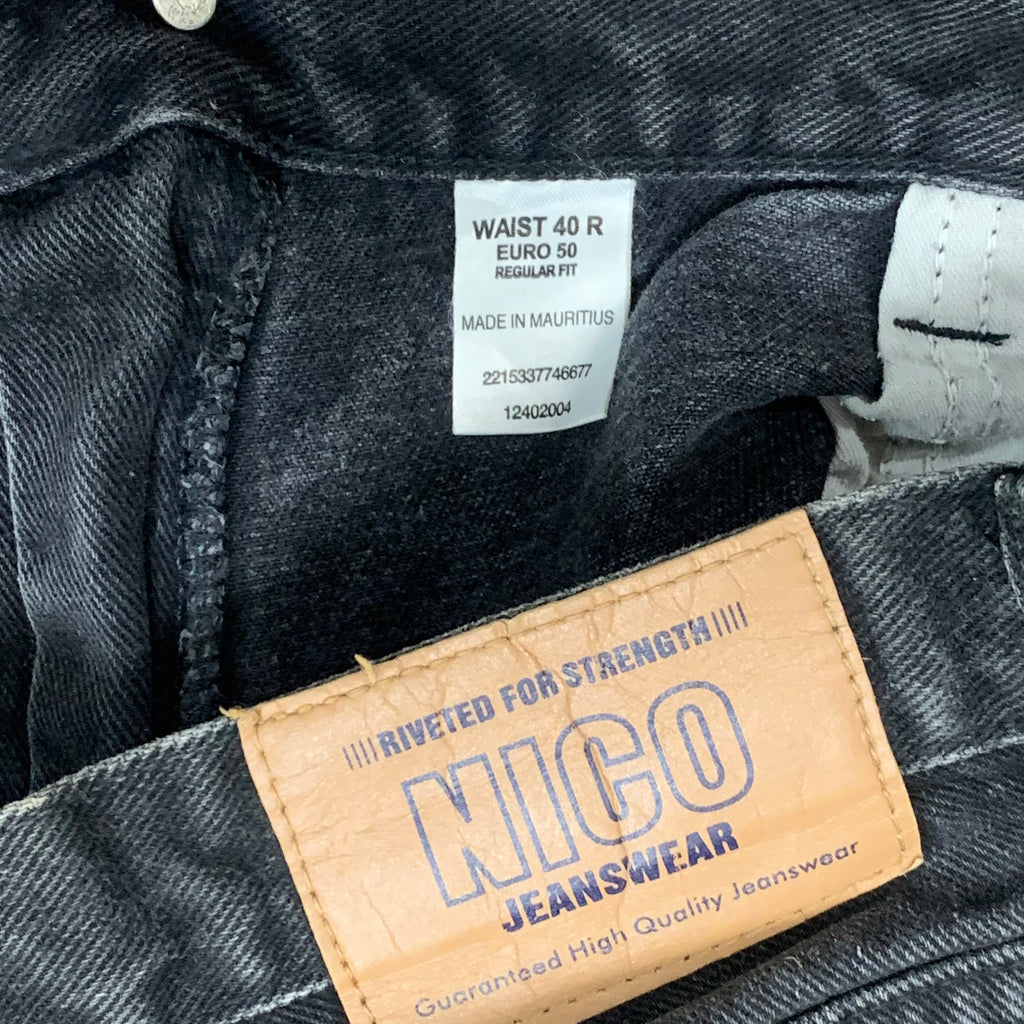 WAIST 40 R
EURO 50
REGULAR FIT
MADE IN MAURITIUS
2215337746677
12402004
RIVETED FOR STRENGTH
NICO
JEANSWEAR
Guaranteed High Quality Jeanswear